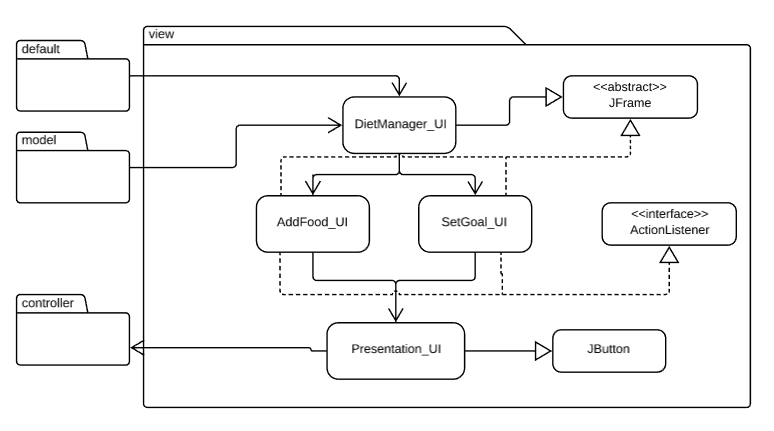 view
default
<<abstract>>
JFrame
DietManager_UI
model
AddFood_UI
SetGoal_UI
<<interface>>
ActionListener
controller
Presentation_UI
JButton